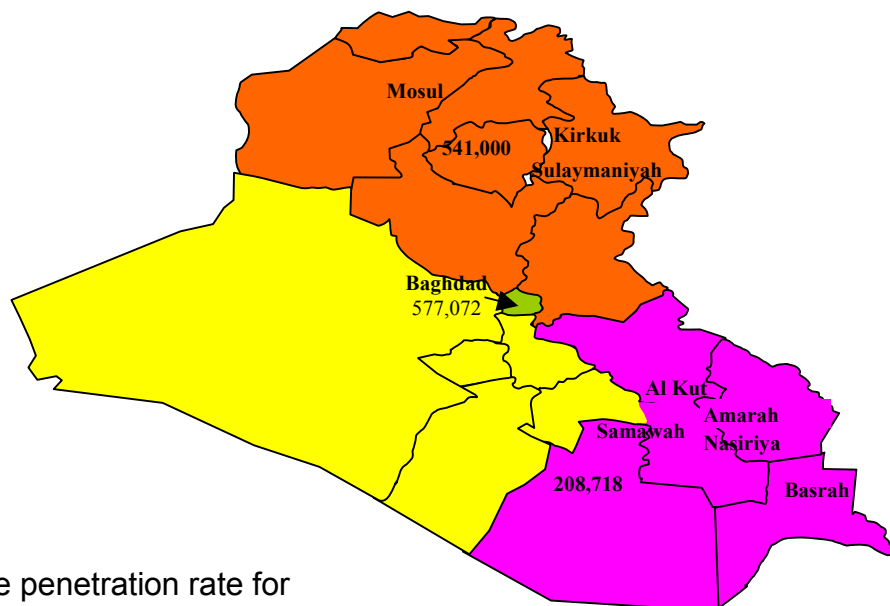 Mosul
Kirkuk
541,000
Sulaymaniyah
Baghdad
577,072
Al Kut
Amarah
Samawah
Nasiriya
208,718
Basrah
e penetration rate for